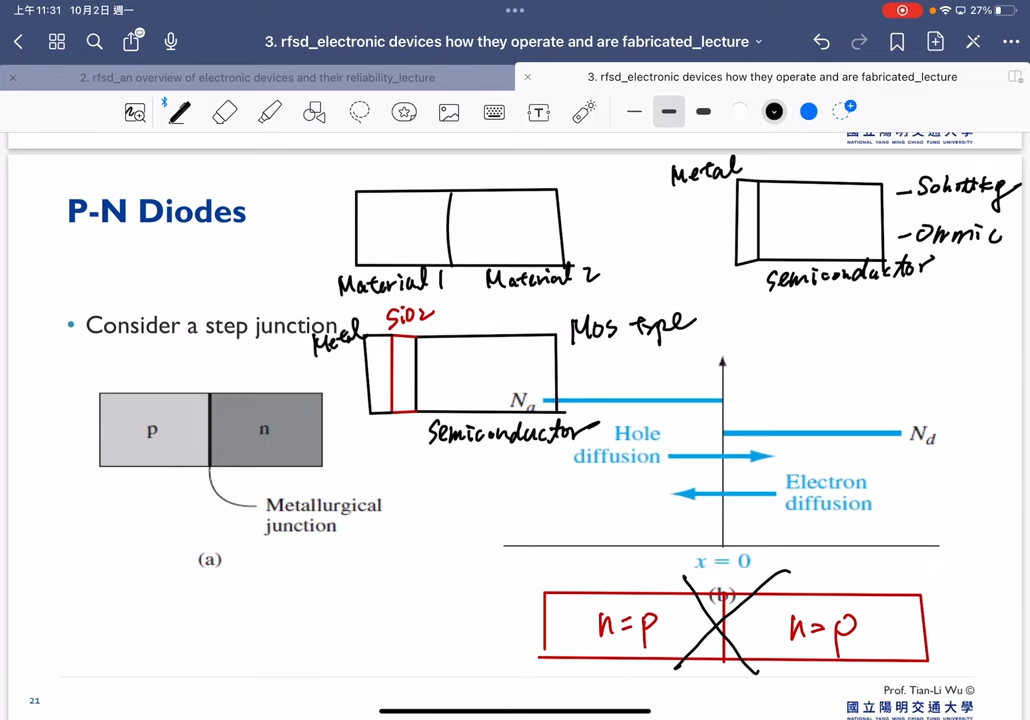 上午11:31 10月2日 週一
27%
3. rfsd_electronic devices how they operate and are fabricated_lecture
2. rfsd_an overview of electronic devices and their reliability_lecture
3. rfsd_electronic devices how they operate and are fabricated_lecture
國立陽明交通大學
NATIONAL YANG MING CHIAO TUNG UNIVERSITY
P-N Diodes
Material 1
Material 2
Metal
- Schottky
- Ohmic
Semiconduktor
• Consider a step junction
Metal
SiO2
MOS type
Semiconductor
p
n
Metallurgical
junction
(a)
Na
Nd
Hole
diffusion
Electron
diffusion
x = 0
(b)
n=p
n=p
21
Prof. Tian-Li Wu ©
國立陽明交通大學
NATIONAL YANG MING CHIAO TUNG UNIVERSITY